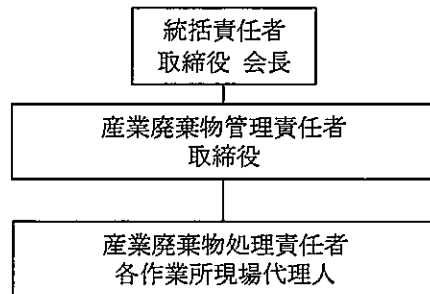 統括責任者
取締役 会長
産業廃棄物管理責任者
取締役
産業廃棄物処理責任者
各作業所現場代理人